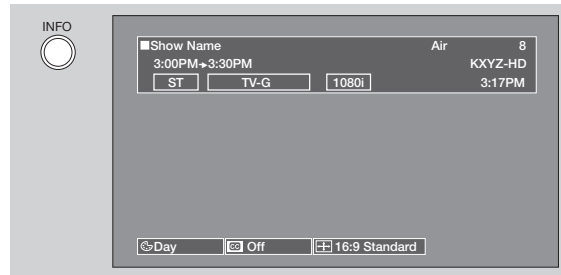 INFO
■Show Name Air 8
3:00PM→3:30PM KXYZ-HD
ST TV-G 1080i 3:17PM
Day CC Off 16:9 Standard